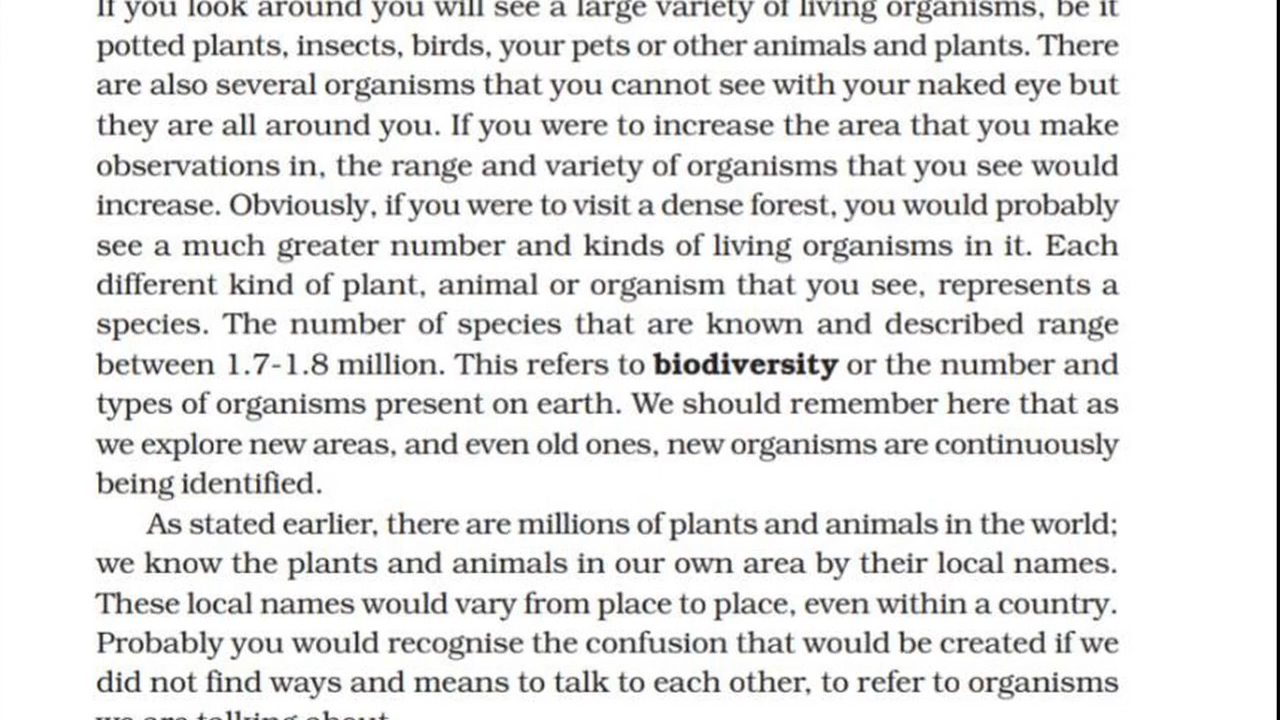 If you look around you will see a large variety of living organisms, be it
potted plants, insects, birds, your pets or other animals and plants. There
are also several organisms that you cannot see with your naked eye but
they are all around you. If you were to increase the area that you make
observations in, the range and variety of organisms that you see would
increase. Obviously, if you were to visit a dense forest, you would probably
see a much greater number and kinds of living organisms in it. Each
different kind of plant, animal or organism that you see, represents a
species. The number of species that are known and described range
between 1.7-1.8 million. This refers to biodiversity or the number and
types of organisms present on earth. We should remember here that as
we explore new areas, and even old ones, new organisms are continuously
being identified.
As stated earlier, there are millions of plants and animals in the world;
we know the plants and animals in our own area by their local names.
These local names would vary from place to place, even within a country.
Probably you would recognise the confusion that would be created if we
did not find ways and means to talk to each other, to refer to organisms
we are talking about.